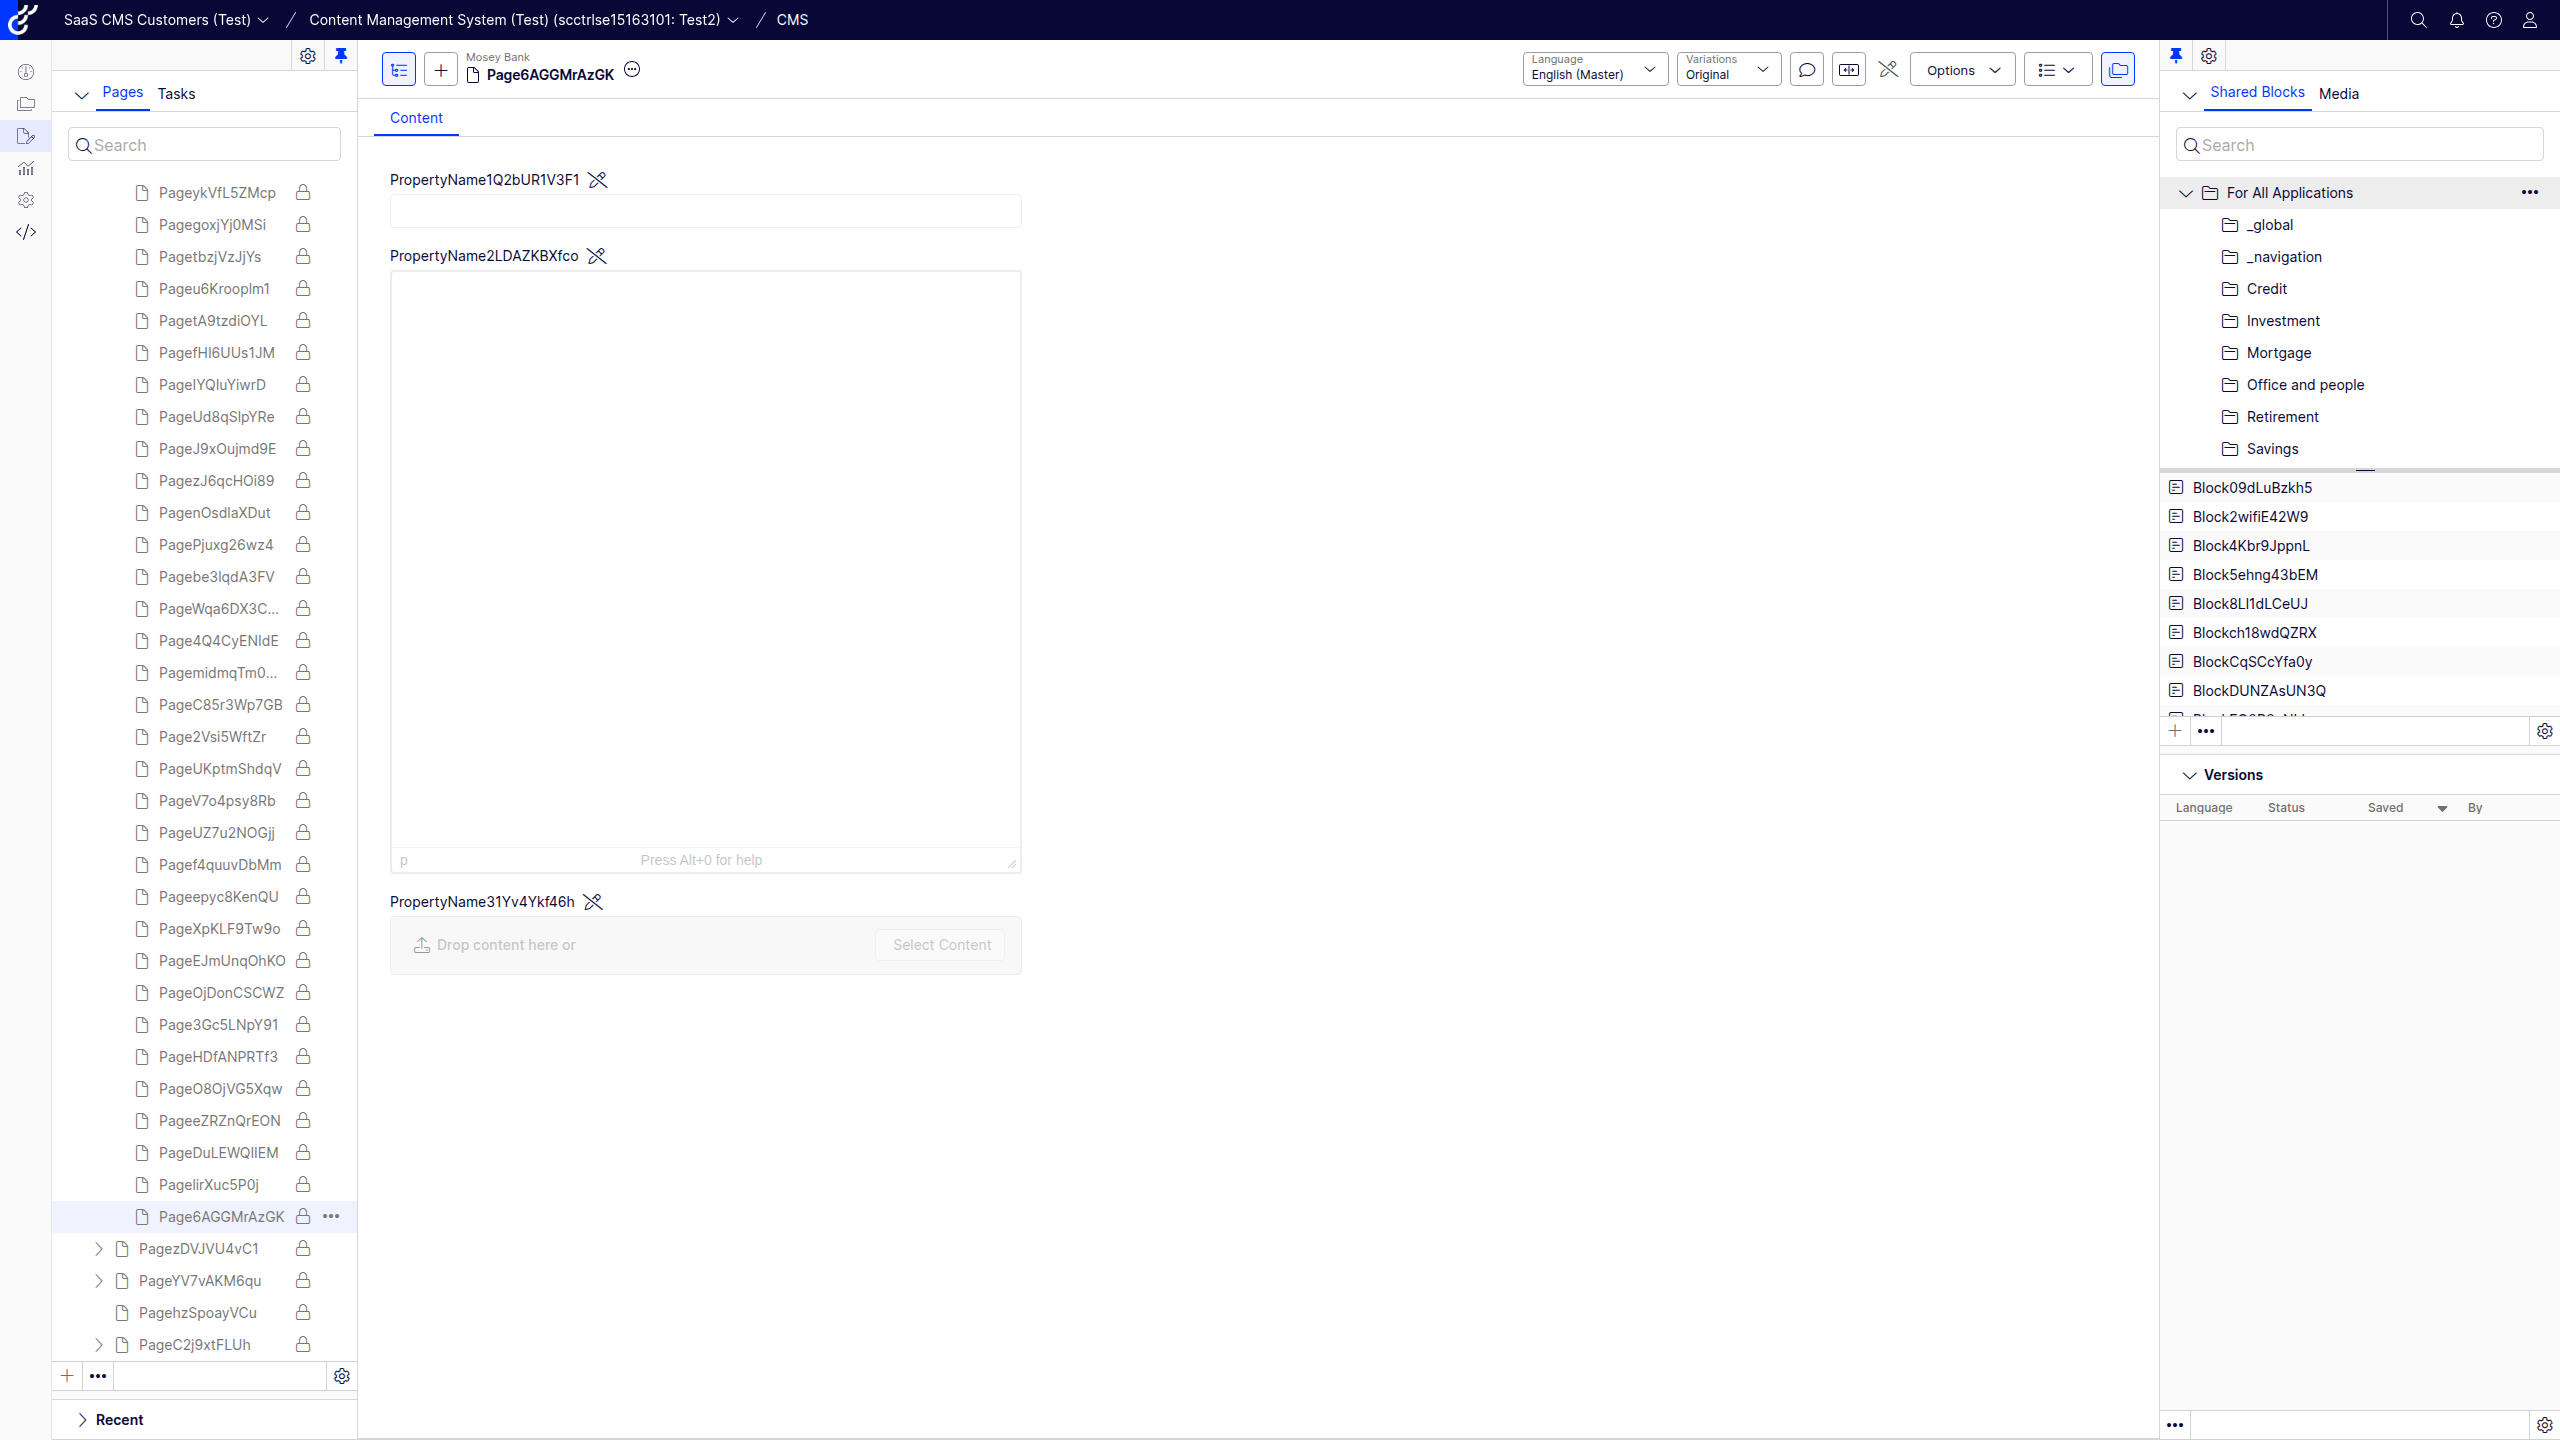 SaaS CMS Customers (Test) / Content Management System (Test) (scctrlse15163101: Test2) / CMS
Pages Tasks
Search
PageykVfL5ZMcp
PagegoxjYj0MSi
PagetbzjVzJjYs
Pageu6Krooplm1
PagetA9tzdiOYL
PagefHI6UUs1JM
PageIYQluYiwrD
PageUd8qSlpYRe
PageJ9xOujmd9E
PagezJ6qcHOi89
PagenOsdlaXDut
PagePjuxg26wz4
Pagebe3lqdA3FV
PageWqa6DX3C...
Page4Q4CyENldE
PagemidmqTm0...
PageC85r3Wp7GB
Page2Vsi5WftZr
PageUKptmShdqV
PageV7o4psy8Rb
PageUZ7u2NOGjj
Pagef4quuvDbMm
Pageepyc8KenQU
PageXpKLF9Tw9o
PageEJmUnqOhKO
PageOjDonCSCWZ
Page3Gc5LNpY91
PageHDfANPRTf3
PageO8OjVG5Xqw
PageeZRZnQrEON
PageDuLEWQIlEM
PagelirXuc5P0j
Page6AGGMrAzGK
PagezDVJVU4vC1
PageYV7vAKM6qu
PagehzSpoayVCu
PageC2j9xtFLUh
Recent
Mosey Bank
Page6AGGMrAzGK
Language
English (Master)
Variations
Original
Options
Content
PropertyName1Q2bUR1V3F1
PropertyName2LDAZKBXfco
p Press Alt+0 for help
PropertyName31Yv4Ykf46h
Drop content here or Select Content
Shared Blocks Media
Search
For All Applications
_global
_navigation
Credit
Investment
Mortgage
Office and people
Retirement
Savings
Block09dLuBzkh5
Block2wifiE42W9
Block4Kbr9JppnL
Block5ehng43bEM
Block8Ll1dLCeUJ
Blockch18wdQZRX
BlockCqSCcYfa0y
BlockDUNZAsUN3Q
Versions
Language Status Saved By